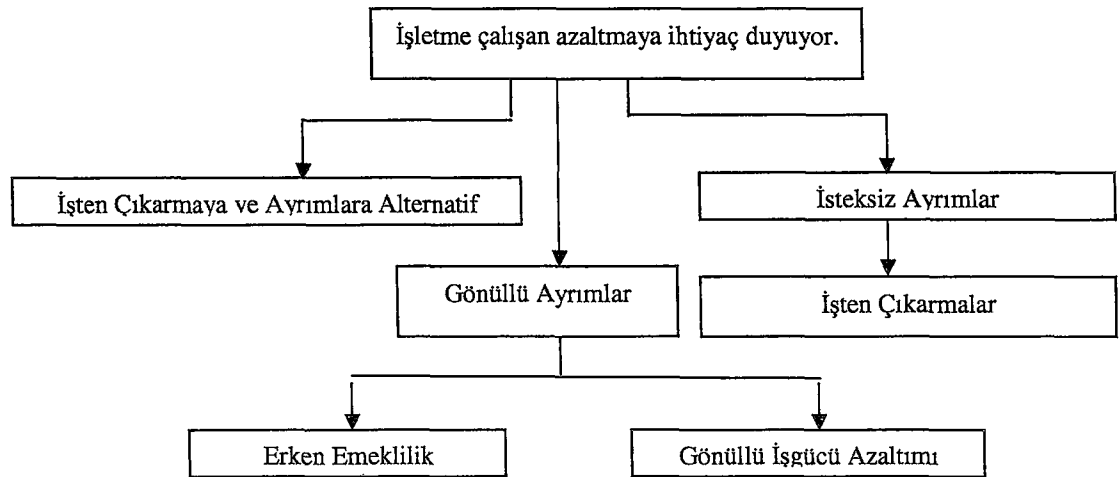 İşletme çalışan azaltmaya ihtiyaç duyuyor.
İşten Çıkarmaya ve Ayrımlara Alternatif
İsteksiz Ayrımlar
Gönüllü Ayrımlar
İşten Çıkarmalar
Erken Emeklilik
Gönüllü İşgücü Azaltımı